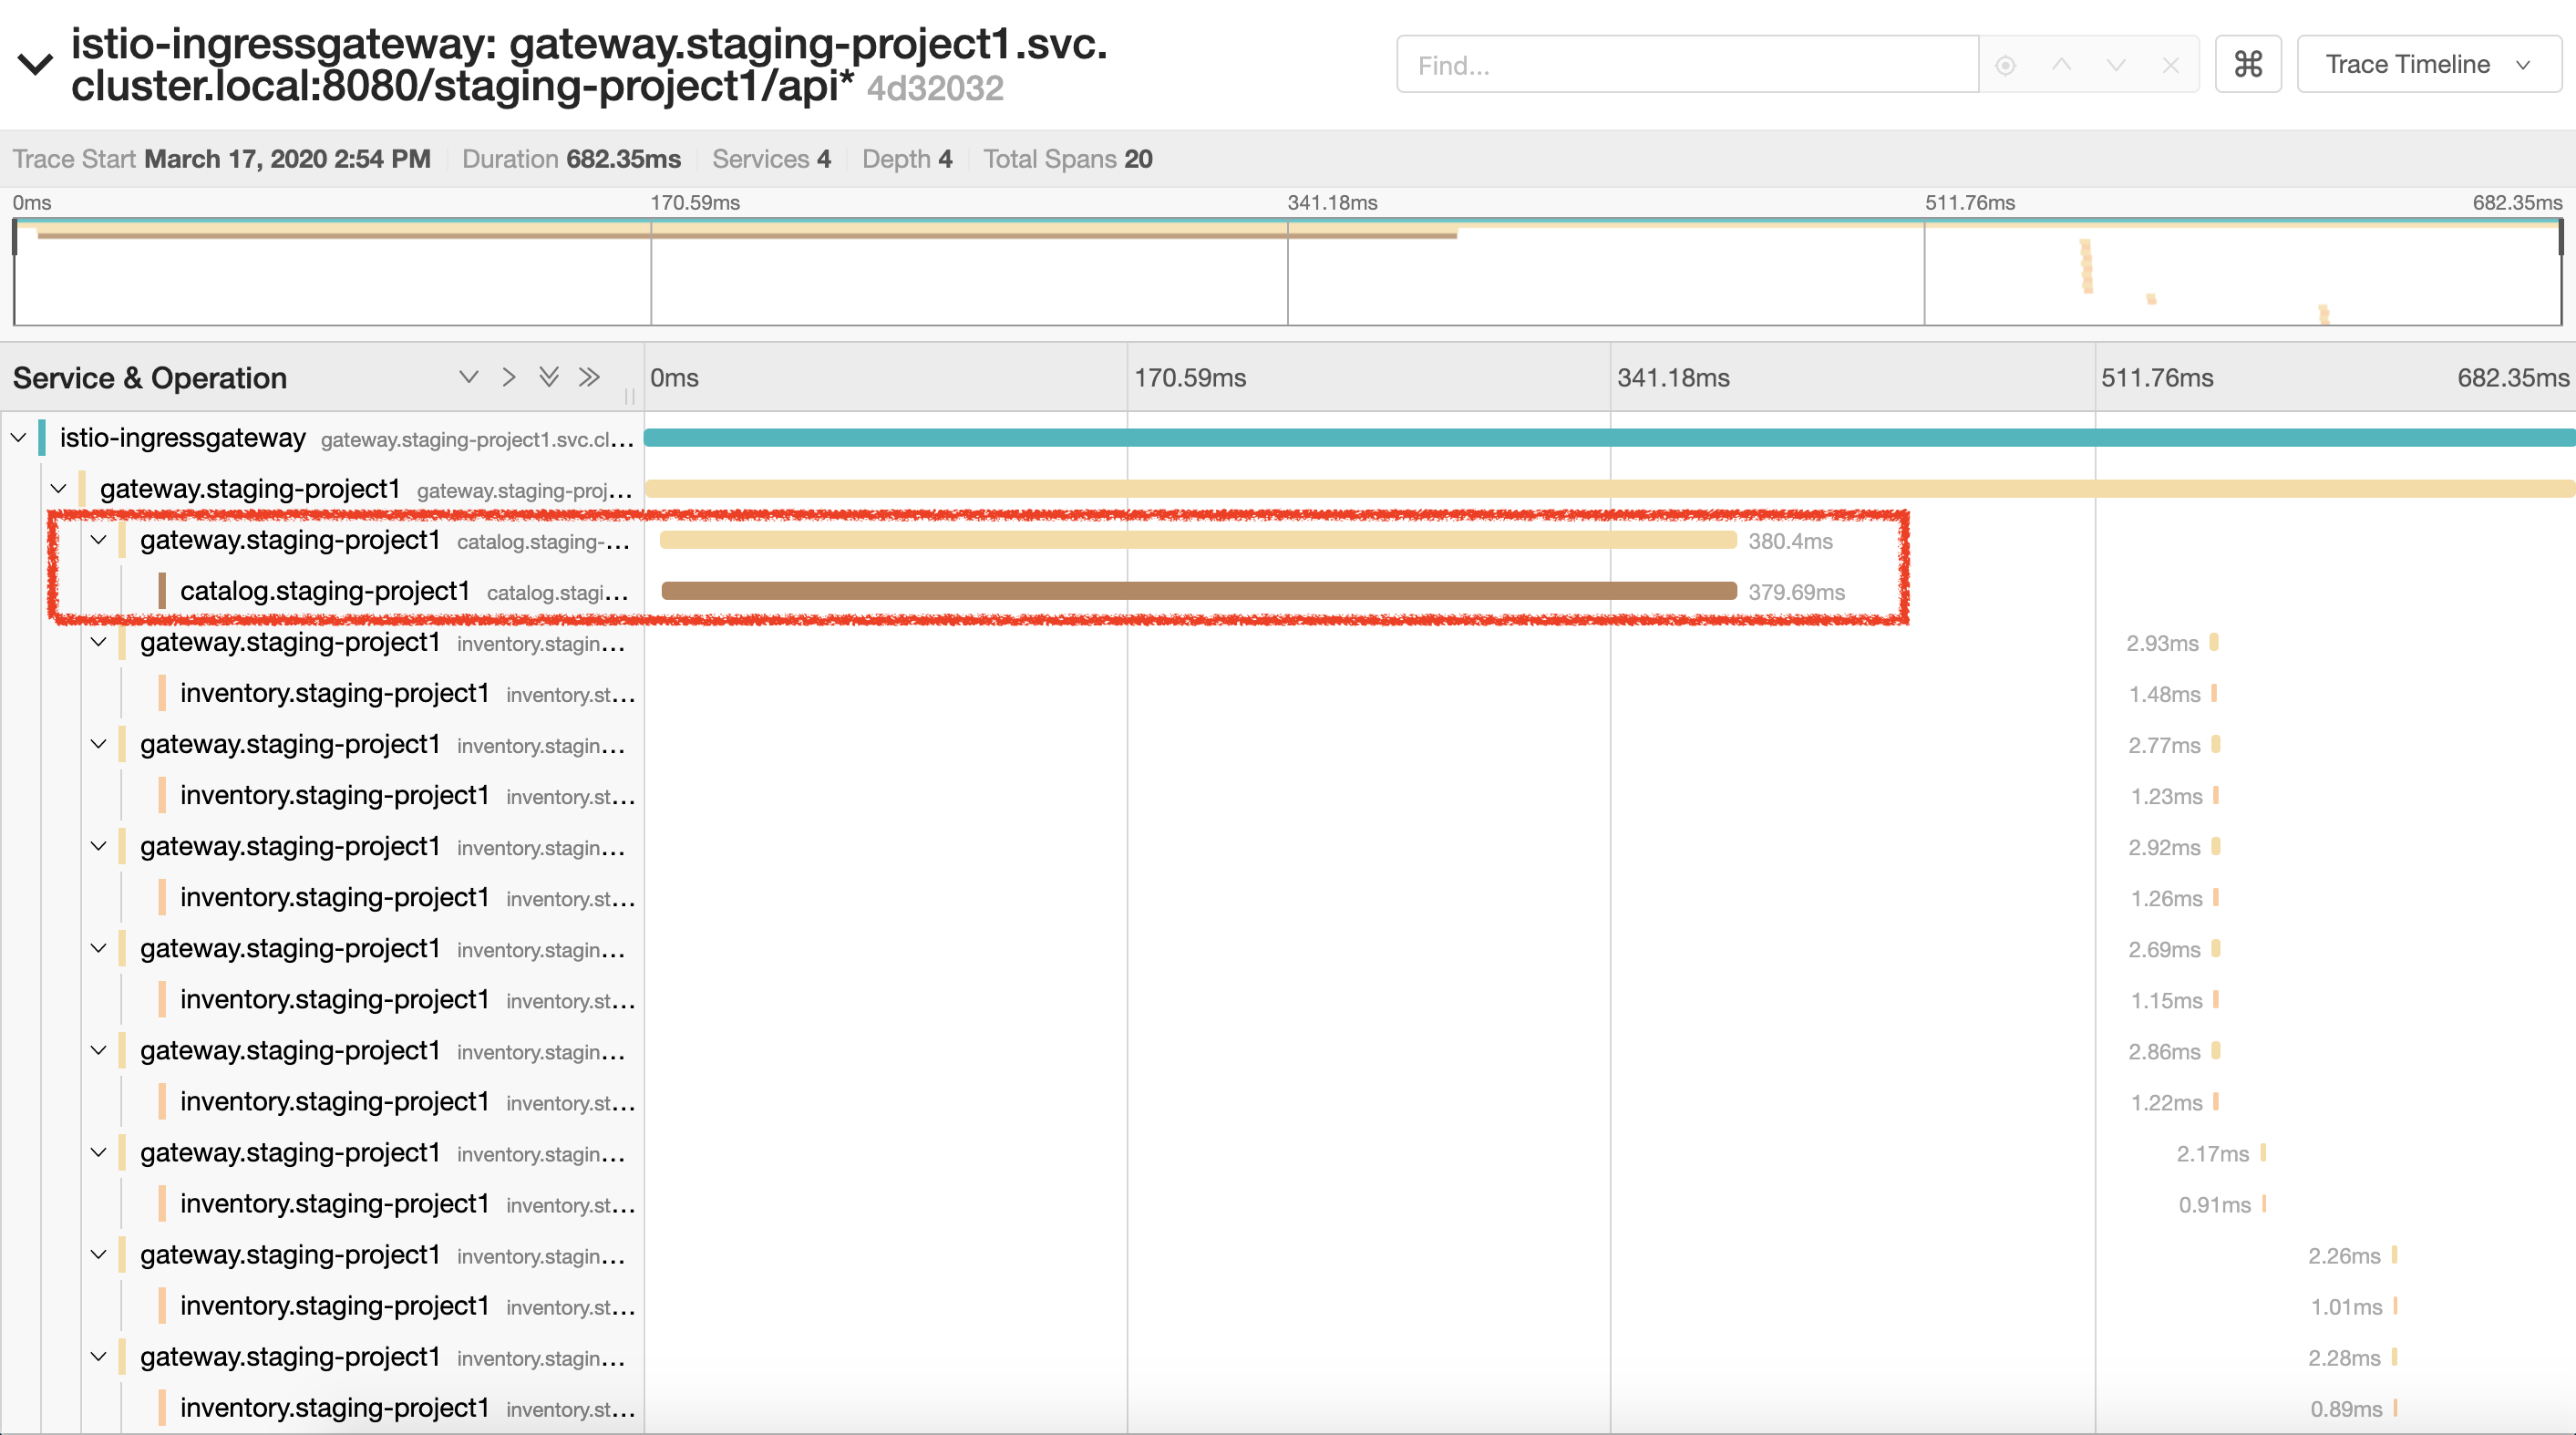 istio-ingressgateway: gateway.staging-project1.svc.
cluster.local:8080/staging-project1/api* 4d32032
Find...
⌘
Trace Timeline
Trace Start March 17, 2020 2:54 PM Duration 682.35ms Services 4 Depth 4 Total Spans 20
0ms 170.59ms 341.18ms 511.76ms 682.35ms
Service & Operation 0ms 170.59ms 341.18ms 511.76ms 682.35ms
istio-ingressgateway gateway.staging-project1.svc.cl...
gateway.staging-project1 gateway.staging-proj...
gateway.staging-project1 catalog.staging-... 380.4ms
catalog.staging-project1 catalog.stagi... 379.69ms
gateway.staging-project1 inventory.stagin... 2.93ms
inventory.staging-project1 inventory.st... 1.48ms
gateway.staging-project1 inventory.stagin... 2.77ms
inventory.staging-project1 inventory.st... 1.23ms
gateway.staging-project1 inventory.stagin... 2.92ms
inventory.staging-project1 inventory.st... 1.26ms
gateway.staging-project1 inventory.stagin... 2.69ms
inventory.staging-project1 inventory.st... 1.15ms
gateway.staging-project1 inventory.stagin... 2.86ms
inventory.staging-project1 inventory.st... 1.22ms
gateway.staging-project1 inventory.stagin... 2.17ms
inventory.staging-project1 inventory.st... 0.91ms
gateway.staging-project1 inventory.stagin... 2.26ms
inventory.staging-project1 inventory.st... 1.01ms
gateway.staging-project1 inventory.stagin... 2.28ms
inventory.staging-project1 inventory.st... 0.89ms